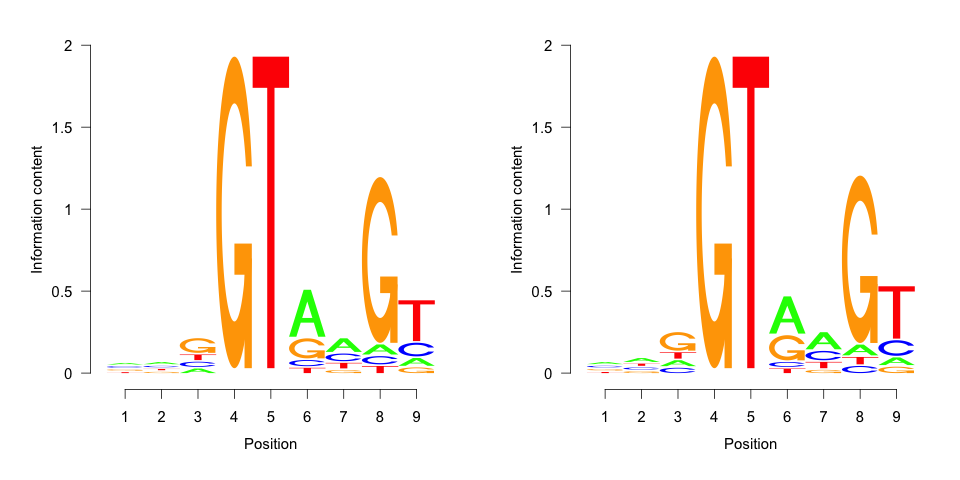 2
1.5
1
0.5
0
Information content
G T A G T
G A A C
G T C A C A C A
T C A T T G T G
1 2 3 4 5 6 7 8 9
Position
2
1.5
1
0.5
0
Information content
G T A G T
G G A A C
T A C C T A
C T G C G
1 2 3 4 5 6 7 8 9
Position